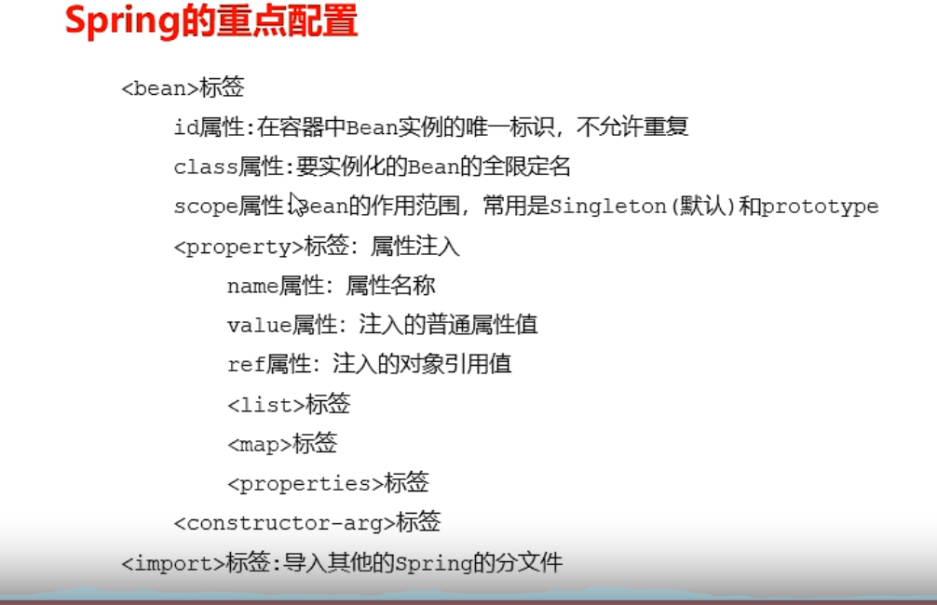 Spring的重点配置
<bean>标签
id属性:在容器中Bean实例的唯一标识，不允许重复
class属性:要实例化的Bean的全限定名
scope属性:Bean的作用范围，常用是Singleton(默认)和prototype
<property>标签：属性注入
name属性：属性名称
value属性：注入的普通属性值
ref属性：注入的对象引用值
<list>标签
<map>标签
<properties>标签
<constructor-arg>标签
<import>标签:导入其他的Spring的分文件